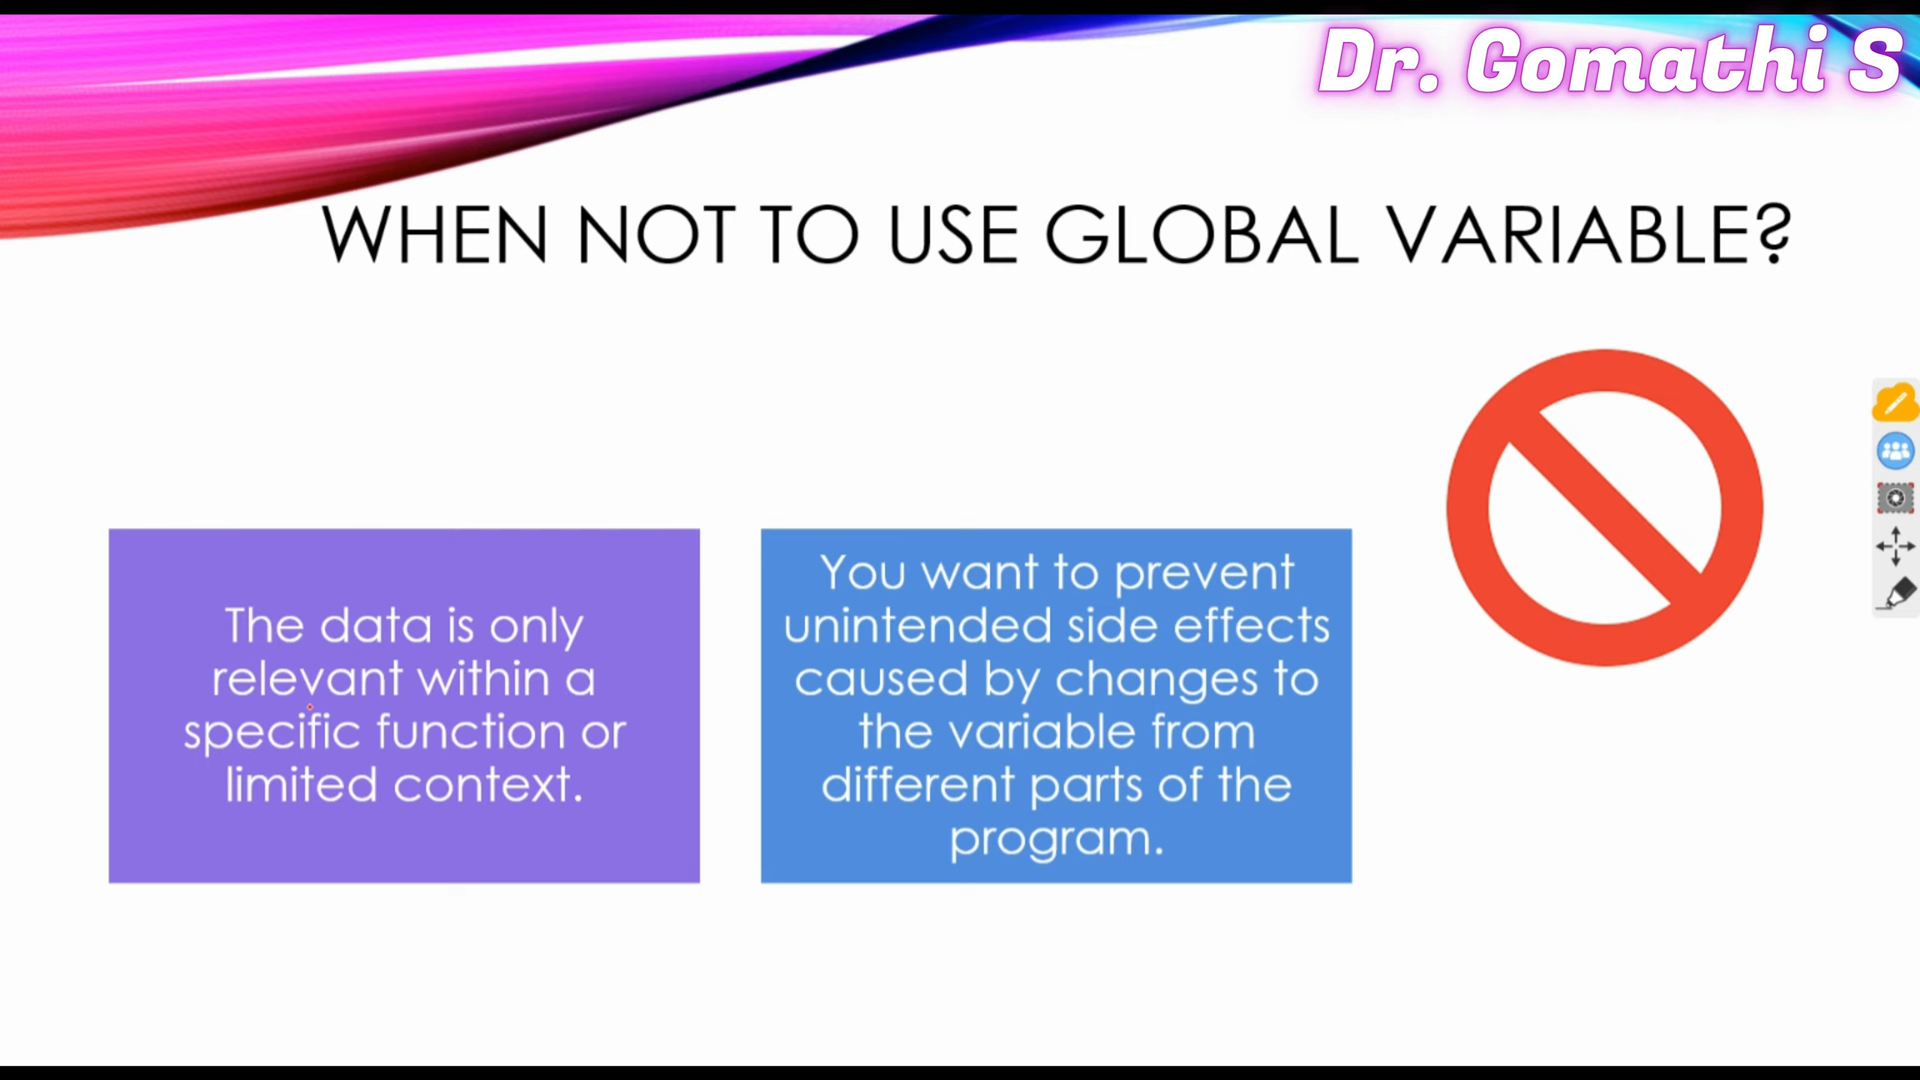 Dr. Gomathi S
WHEN NOT TO USE GLOBAL VARIABLE?
The data is only
relevant within a
specific function or
limited context.
You want to prevent
unintended side effects
caused by changes to
the variable from
different parts of the
program.